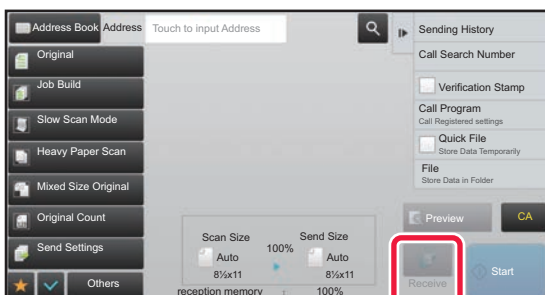 Address Book Address Touch to input Address
Original
Job Build
Slow Scan Mode
Heavy Paper Scan
Mixed Size Original
Original Count
Send Settings
Others
Scan Size
100%
Send Size
Auto
8½x11
Auto
8½x11
reception memory : 100%
Sending History
Call Search Number
Verification Stamp
Call Program
Call Registered settings
Quick File
Store Data Temporarily
File
Store Data in Folder
Preview
CA
Receive
Start